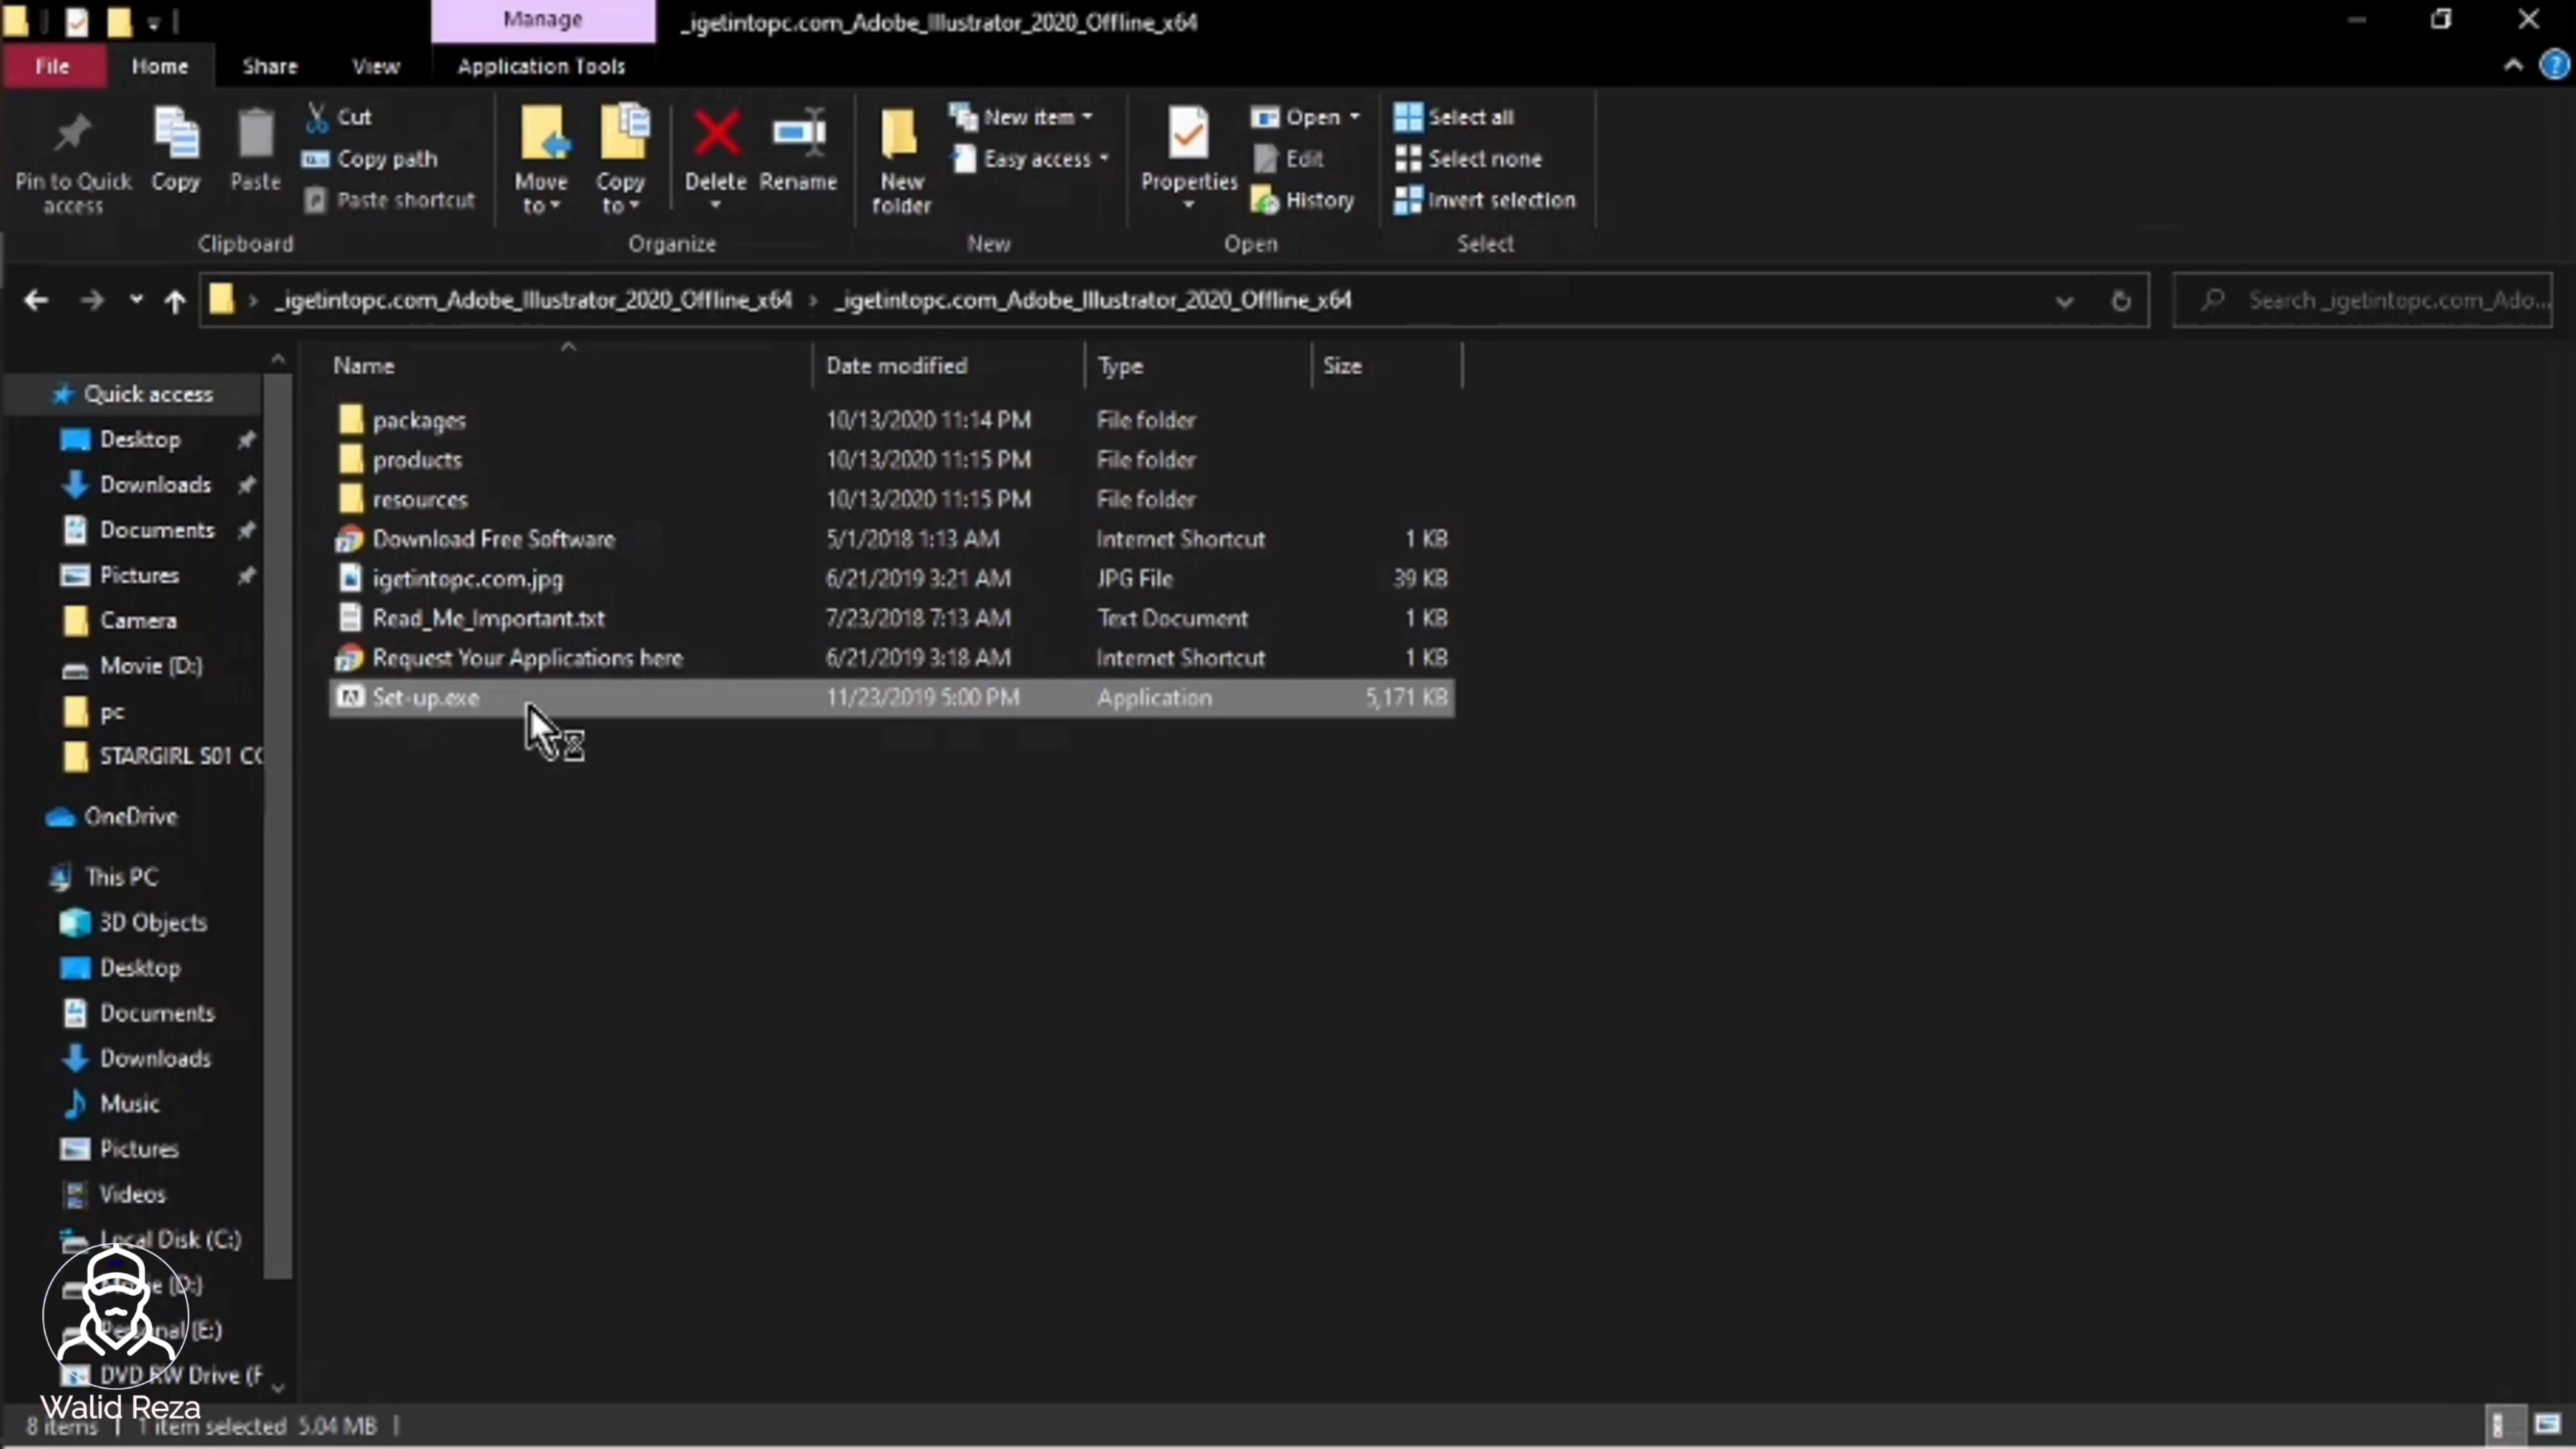 Manage
_igetintopc.com_Adobe_Illustrator_2020_Offline_x64
File Home Share View Application Tools
Pin to Quick access
Copy
Paste
Cut
Copy path
Paste shortcut
Clipboard
Move to
Copy to
Delete
Rename
Organize
New folder
New item
Easy access
New
Properties
Open
Edit
History
Open
Select all
Select none
Invert selection
Select
_igetintopc.com_Adobe_Illustrator_2020_Offline_x64 > _igetintopc.com_Adobe_Illustrator_2020_Offline_x64
Search _igetintopc.com_Ado...
Quick access
Desktop
Downloads
Documents
Pictures
Camera
Movie (D:)
pc
STARGIRL S01 CO
OneDrive
This PC
3D Objects
Desktop
Documents
Downloads
Music
Pictures
Videos
Local Disk (C:)
Movie (D:)
Personal (E:)
DVD RW Drive (F
Name Date modified Type Size
packages 10/13/2020 11:14 PM File folder
products 10/13/2020 11:15 PM File folder
resources 10/13/2020 11:15 PM File folder
Download Free Software 5/1/2018 1:13 AM Internet Shortcut 1 KB
igetintopc.com.jpg 6/21/2019 3:21 AM JPG File 39 KB
Read_Me_Important.txt 7/23/2018 7:13 AM Text Document 1 KB
Request Your Applications here 6/21/2019 3:18 AM Internet Shortcut 1 KB
Set-up.exe 11/23/2019 5:00 PM Application 5,171 KB
Walid Reza
8 items 1 item selected 5.04 MB